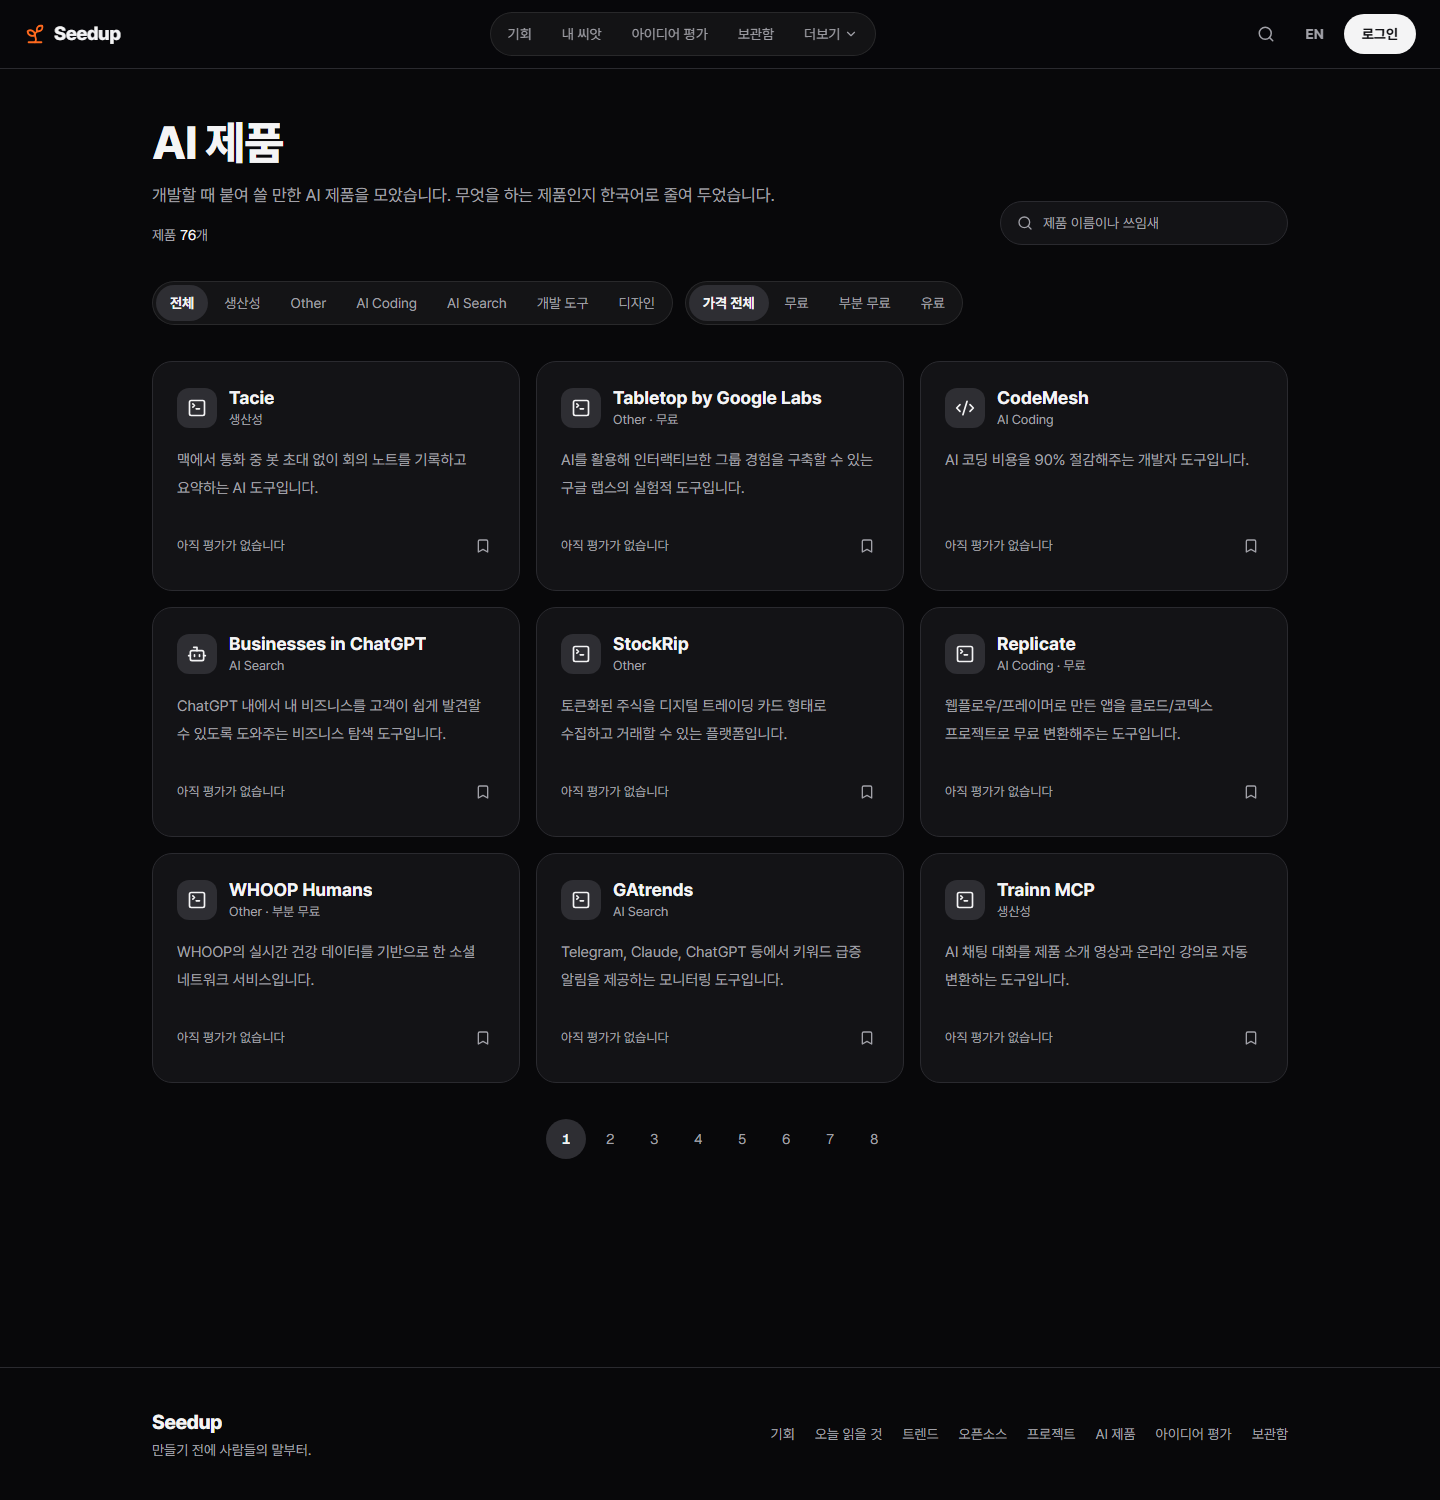 Seedup
기회
내 씨앗
아이디어 평가
보관함
더보기
EN
로그인
AI 제품
개발할 때 붙여 쓸 만한 AI 제품을 모았습니다. 무엇을 하는 제품인지 한국어로 줄여 두었습니다.
제품 76개
제품 이름이나 쓰임새
전체
생산성
Other
AI Coding
AI Search
개발 도구
디자인
가격 전체
무료
부분 무료
유료
Tacie
생산성
맥에서 통화 중 봇 초대 없이 회의 노트를 기록하고
요약하는 AI 도구입니다.
아직 평가가 없습니다
Tabletop by Google Labs
Other · 무료
AI를 활용해 인터랙티브한 그룹 경험을 구축할 수 있는
구글 랩스의 실험적 도구입니다.
아직 평가가 없습니다
CodeMesh
AI Coding
AI 코딩 비용을 90% 절감해주는 개발자 도구입니다.
아직 평가가 없습니다
Businesses in ChatGPT
AI Search
ChatGPT 내에서 내 비즈니스를 고객이 쉽게 발견할
수 있도록 도와주는 비즈니스 탐색 도구입니다.
아직 평가가 없습니다
StockRip
Other
토큰화된 주식을 디지털 트레이딩 카드 형태로
수집하고 거래할 수 있는 플랫폼입니다.
아직 평가가 없습니다
Replicate
AI Coding · 무료
웹플로우/프레이머로 만든 앱을 클로드/코덱스
프로젝트로 무료 변환해주는 도구입니다.
아직 평가가 없습니다
WHOOP Humans
Other · 부분 무료
WHOOP의 실시간 건강 데이터를 기반으로 한 소셜
네트워크 서비스입니다.
아직 평가가 없습니다
GAtrends
AI Search
Telegram, Claude, ChatGPT 등에서 키워드 급증
알림을 제공하는 모니터링 도구입니다.
아직 평가가 없습니다
Trainn MCP
생산성
AI 채팅 대화를 제품 소개 영상과 온라인 강의로 자동
변환하는 도구입니다.
아직 평가가 없습니다
1
2
3
4
5
6
7
8
Seedup
만들기 전에 사람들의 말부터.
기회
오늘 읽을 것
트렌드
오픈소스
프로젝트
AI 제품
아이디어 평가
보관함